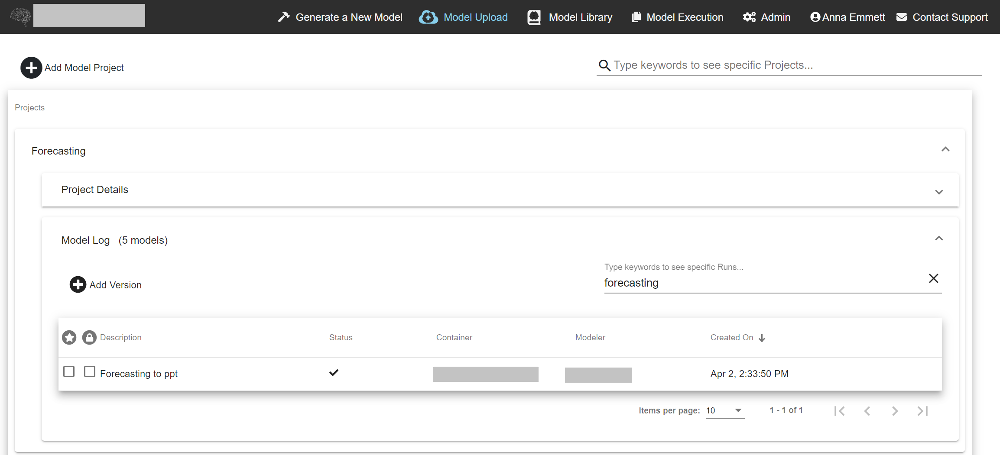 Generate a New Model Model Upload Model Library Model Execution Admin Anna Emmett Contact Support
Add Model Project
Type keywords to see specific Projects...
Projects
Forecasting
Project Details
Model Log (5 models)
Type keywords to see specific Runs...
forecasting
Add Version
Description Status Container Modeler Created On
Forecasting to ppt Apr 2, 2:33:50 PM
Items per page: 10 1 - 1 of 1